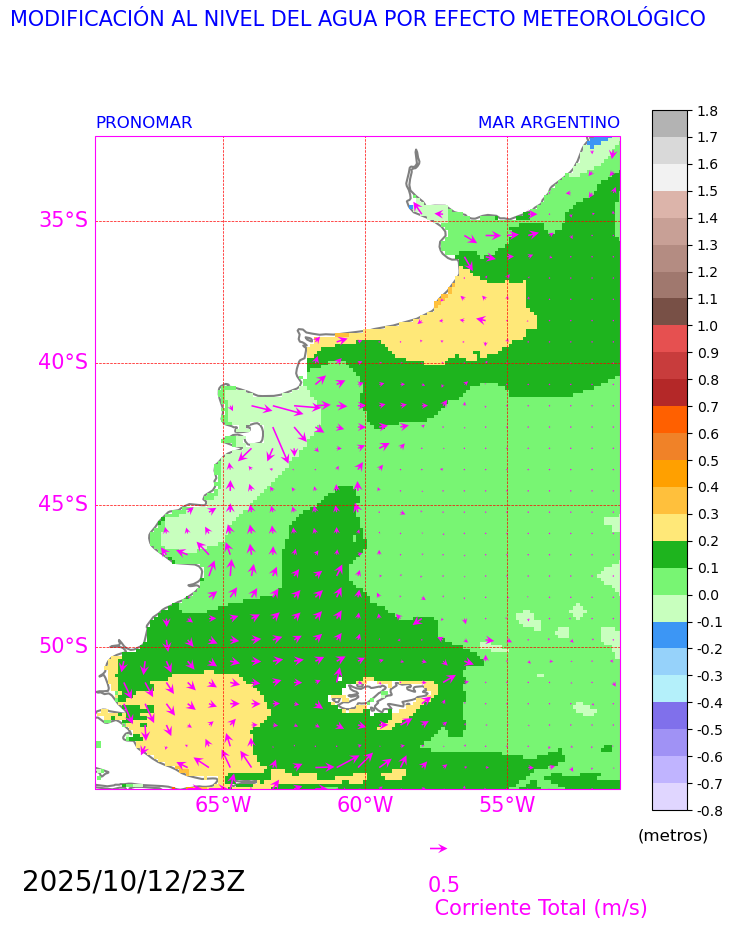 MODIFICACIÓN AL NIVEL DEL AGUA POR EFECTO METEOROLÓGICO
PRONOMAR MAR ARGENTINO
35°S
40°S
45°S
50°S
65°W 60°W 55°W
1.8
1.7
1.6
1.5
1.4
1.3
1.2
1.1
1.0
0.9
0.8
0.7
0.6
0.5
0.4
0.3
0.2
0.1
0.0
-0.1
-0.2
-0.3
-0.4
-0.5
-0.6
-0.7
-0.8
(metros)
2025/10/12/23Z
0.5
Corriente Total (m/s)